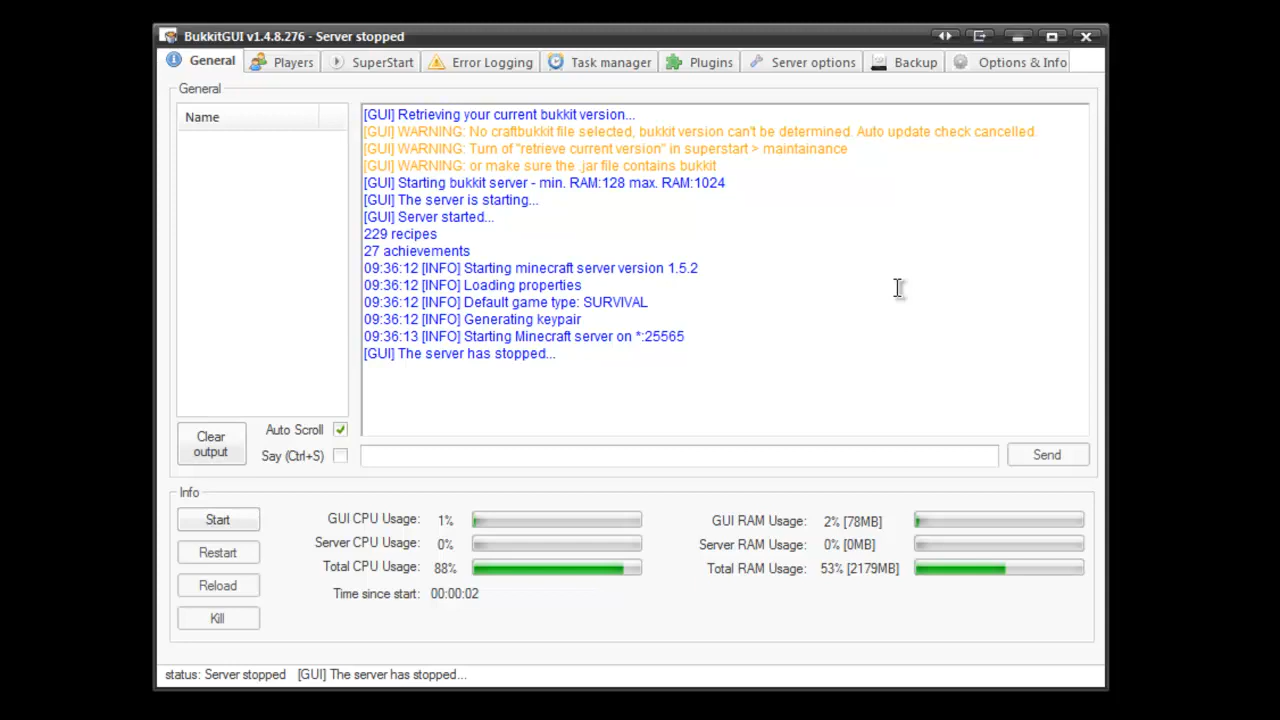 BukkitGUI v1.4.8.276 - Server stopped
General Players SuperStart Error Logging Task manager Plugins Server options Backup Options & Info
General
Name
[GUI] Retrieving your current bukkit version...
[GUI] WARNING: No craftbukkit file selected, bukkit version can't be determined. Auto update check cancelled.
[GUI] WARNING: Turn of "retrieve current version" in superstart > maintainance
[GUI] WARNING: or make sure the .jar file contains bukkit
[GUI] Starting bukkit server - min. RAM:128 max. RAM:1024
[GUI] The server is starting...
[GUI] Server started...
229 recipes
27 achievements
09:36:12 [INFO] Starting minecraft server version 1.5.2
09:36:12 [INFO] Loading properties
09:36:12 [INFO] Default game type: SURVIVAL
09:36:12 [INFO] Generating keypair
09:36:13 [INFO] Starting Minecraft server on *:25565
[GUI] The server has stopped...
Clear output
Auto Scroll
Say (Ctrl+S)
Send
Info
Start
Restart
Reload
Kill
GUI CPU Usage: 1%
Server CPU Usage: 0%
Total CPU Usage: 88%
Time since start: 00:00:02
GUI RAM Usage: 2% [78MB]
Server RAM Usage: 0% [0MB]
Total RAM Usage: 53% [2179MB]
status: Server stopped [GUI] The server has stopped...